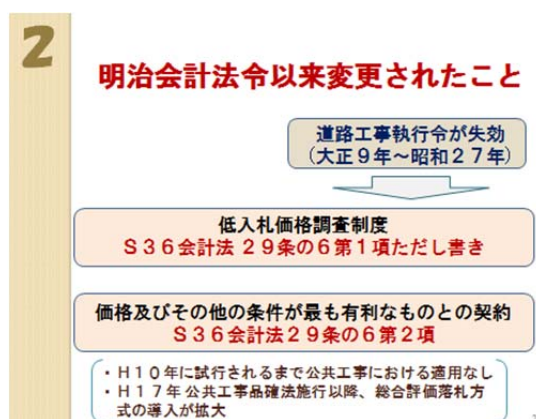 2
明治会計法令以来変更されたこと
道路工事執行令が失効
(大正9年～昭和27年)
低入札価格調査制度
S36会計法 29条の6第1項ただし書き
価格及びその他の条件が最も有利なものとの契約
S36会計法29条の6第2項
・H10年に試行されるまで公共工事における適用なし
・H17年公共工事品確法施行以降、総合評価落札方
式の導入が拡大